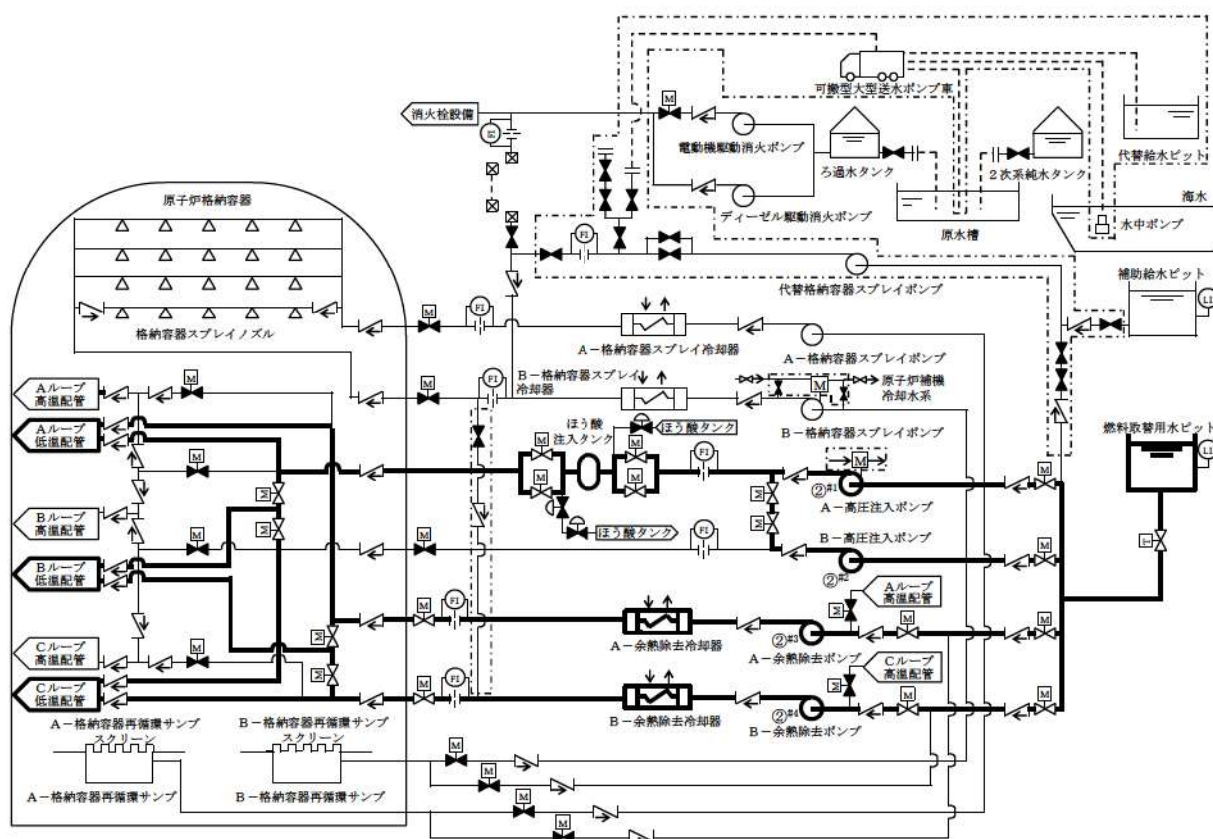 可搬型大型送水ポンプ車
消火栓設備
M
FI
電動機駆動消火ポンプ
ろ過水タンク
2次系純水タンク
代替給水ピット
ディーゼル駆動消火ポンプ
原水槽
海水
水中ポンプ
原子炉格納容器
FI
代替格納容器スプレイポンプ
補助給水ピット
LI
格納容器スプレイノズル
M
FI
A-格納容器スプレイ冷却器
A-格納容器スプレイポンプ
B-格納容器スプレイ
冷却器
M
FI
M
原子炉補機
冷却水系
B-格納容器スプレイポンプ
Aループ
高温配管
M
Aループ
低温配管
ほう酸
注入タンク
ほう酸タンク
M
M
M
M
FI
M
燃料取替用水ピット
LI
M
②#1
A-高圧注入ポンプ
M
M
M
M
M
Bループ
高温配管
ほう酸タンク
M
M
FI
B-高圧注入ポンプ
②#2
M
T
Bループ
低温配管
Aループ
高温配管
M
M
FI
A-余熱除去冷却器
②#3
A-余熱除去ポンプ
M
M
M
M
Cループ
高温配管
M
Cループ
高温配管
M
Cループ
低温配管
M
FI
B-余熱除去冷却器
②#4
B-余熱除去ポンプ
M
M
M
A-格納容器再循環サンプ
スクリーン
B-格納容器再循環サンプ
スクリーン
M
M
A-格納容器再循環サンプ
B-格納容器再循環サンプ
M
M